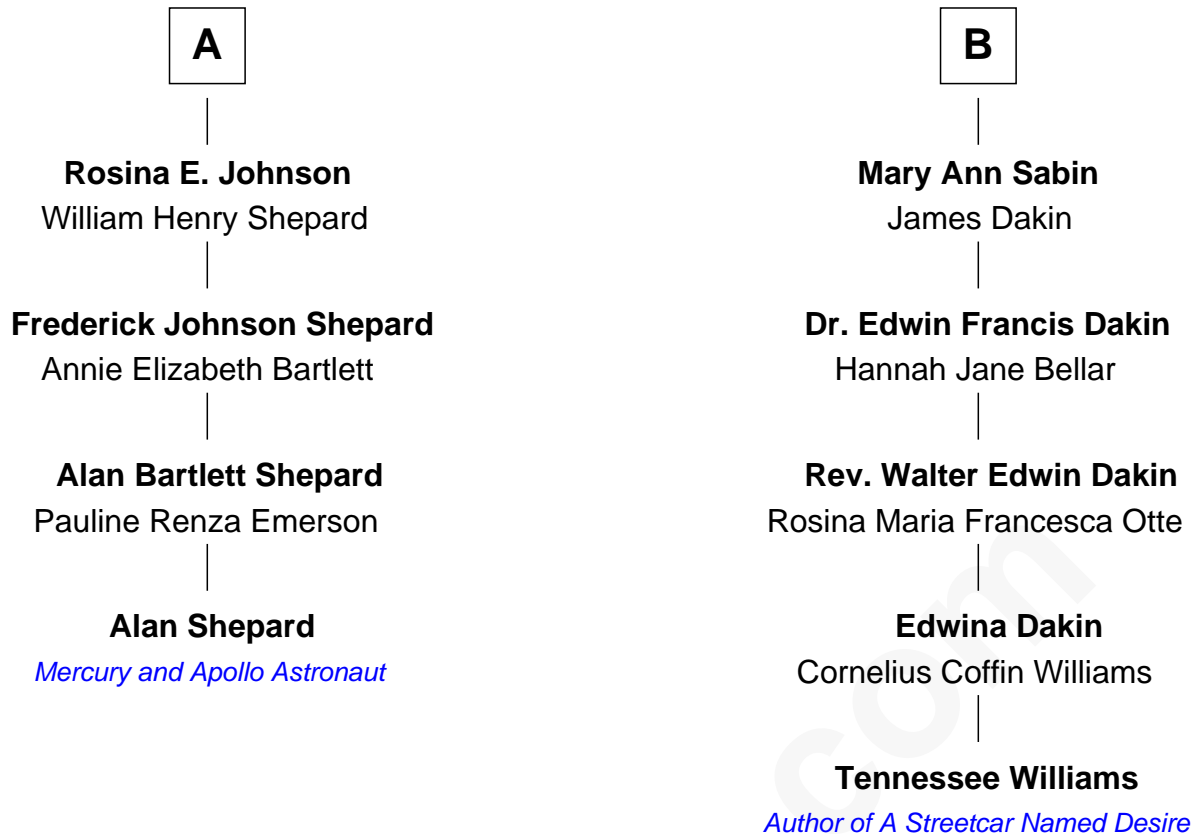 A
Rosina E. Johnson
William Henry Shepard
Frederick Johnson Shepard
Annie Elizabeth Bartlett
Alan Bartlett Shepard
Pauline Renza Emerson
Alan Shepard
Mercury and Apollo Astronaut
B
Mary Ann Sabin
James Dakin
Dr. Edwin Francis Dakin
Hannah Jane Bellar
Rev. Walter Edwin Dakin
Rosina Maria Francesca Otte
Edwina Dakin
Cornelius Coffin Williams
Tennessee Williams
Author of A Streetcar Named Desire
com